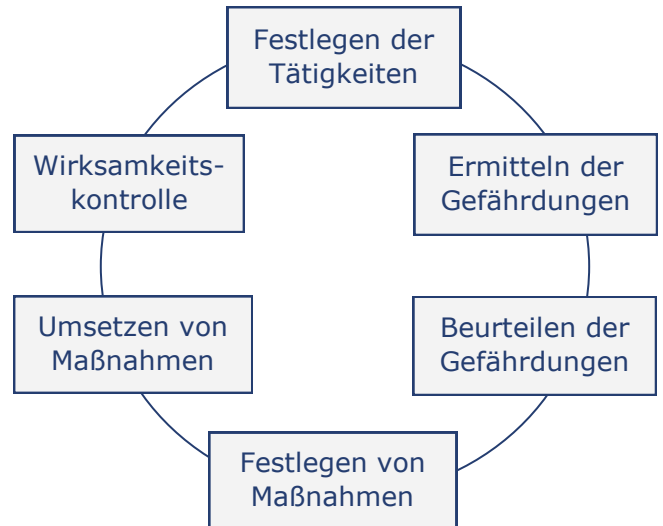 Festlegen der
Tätigkeiten
Ermitteln der
Gefährdungen
Beurteilen der
Gefährdungen
Festlegen von
Maßnahmen
Umsetzen von
Maßnahmen
Wirksamkeits-
kontrolle